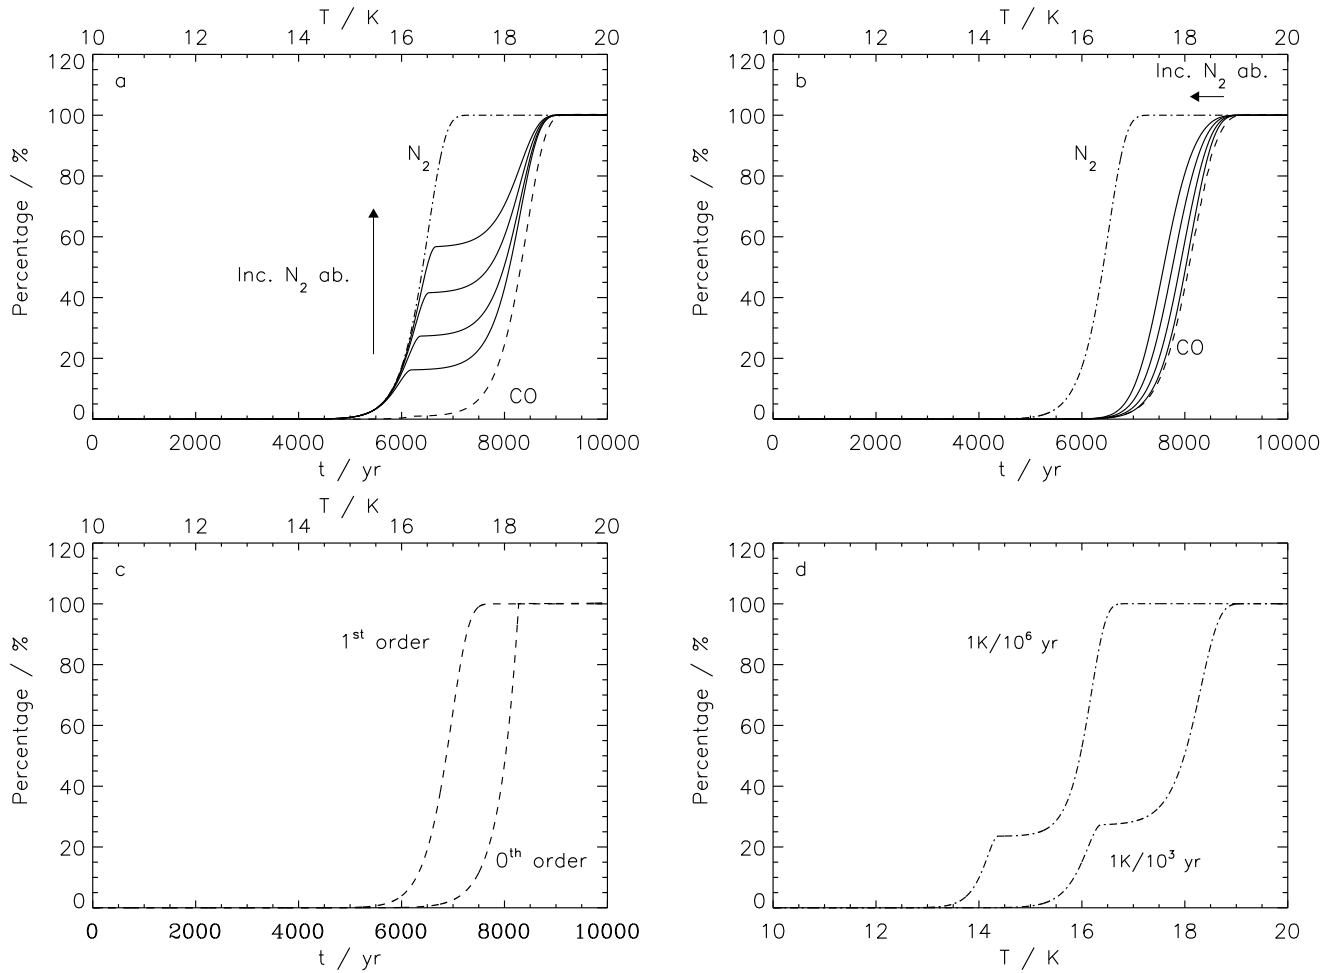 T / K
10 12 14 16 18 20
120
100
80
60
40
20
0
Percentage / %
a
N2
Inc. N2 ab.
CO
0 2000 4000 6000 8000 10000
t / yr
T / K
10 12 14 16 18 20
120
100
80
60
40
20
0
Percentage / %
b
Inc. N2 ab.
N2
CO
0 2000 4000 6000 8000 10000
t / yr
T / K
10 12 14 16 18 20
120
100
80
60
40
20
0
Percentage / %
c
1st order
0th order
0 2000 4000 6000 8000 10000
t / yr
120
100
80
60
40
20
0
Percentage / %
d
1K/10^6 yr
1K/10^3 yr
10 12 14 16 18 20
T / K